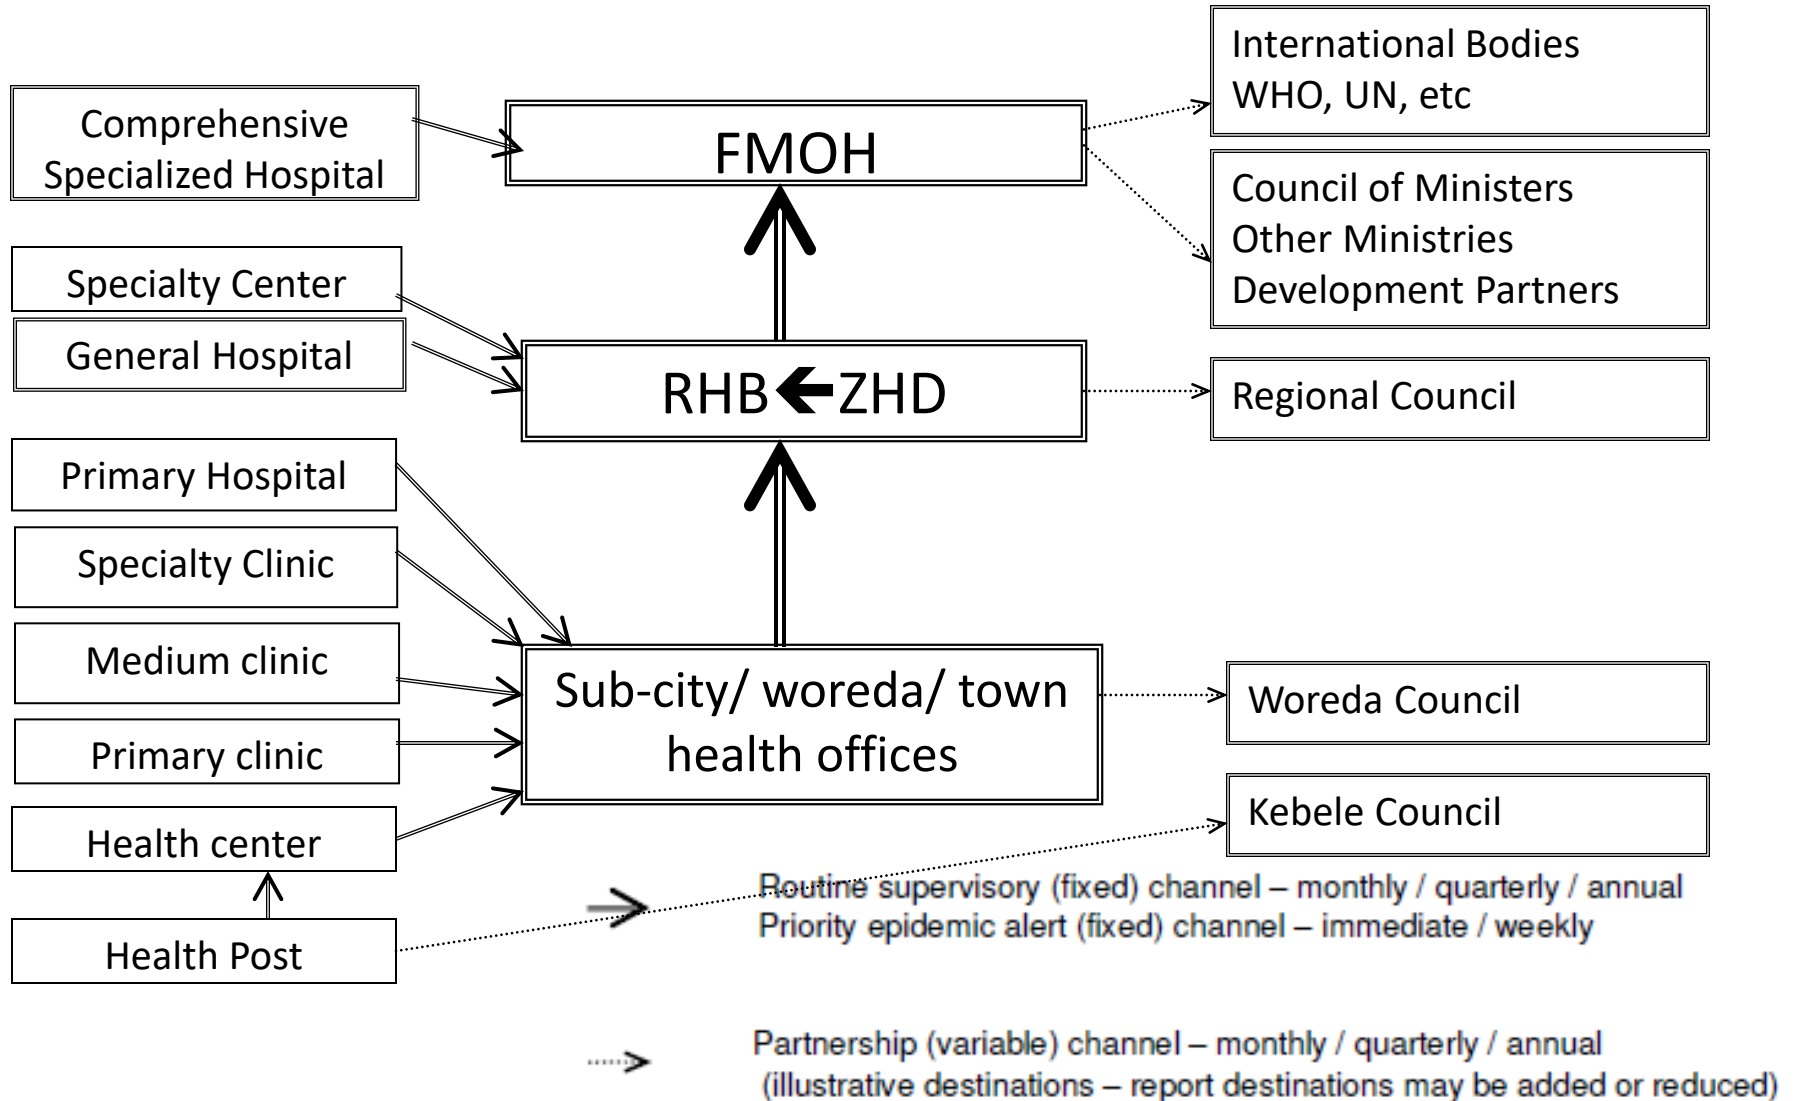 Comprehensive
Specialized Hospital
FMOH
International Bodies
WHO, UN, etc
Council of Ministers
Other Ministries
Development Partners
Specialty Center
General Hospital
RHB ZHD
Regional Council
Primary Hospital
Specialty Clinic
Medium clinic
Primary clinic
Health center
Health Post
Sub-city/ woreda/ town
health offices
Woreda Council
Kebele Council
Routine supervisory (fixed) channel – monthly / quarterly / annual
Priority epidemic alert (fixed) channel – immediate / weekly
Partnership (variable) channel – monthly / quarterly / annual
(illustrative destinations – report destinations may be added or reduced)